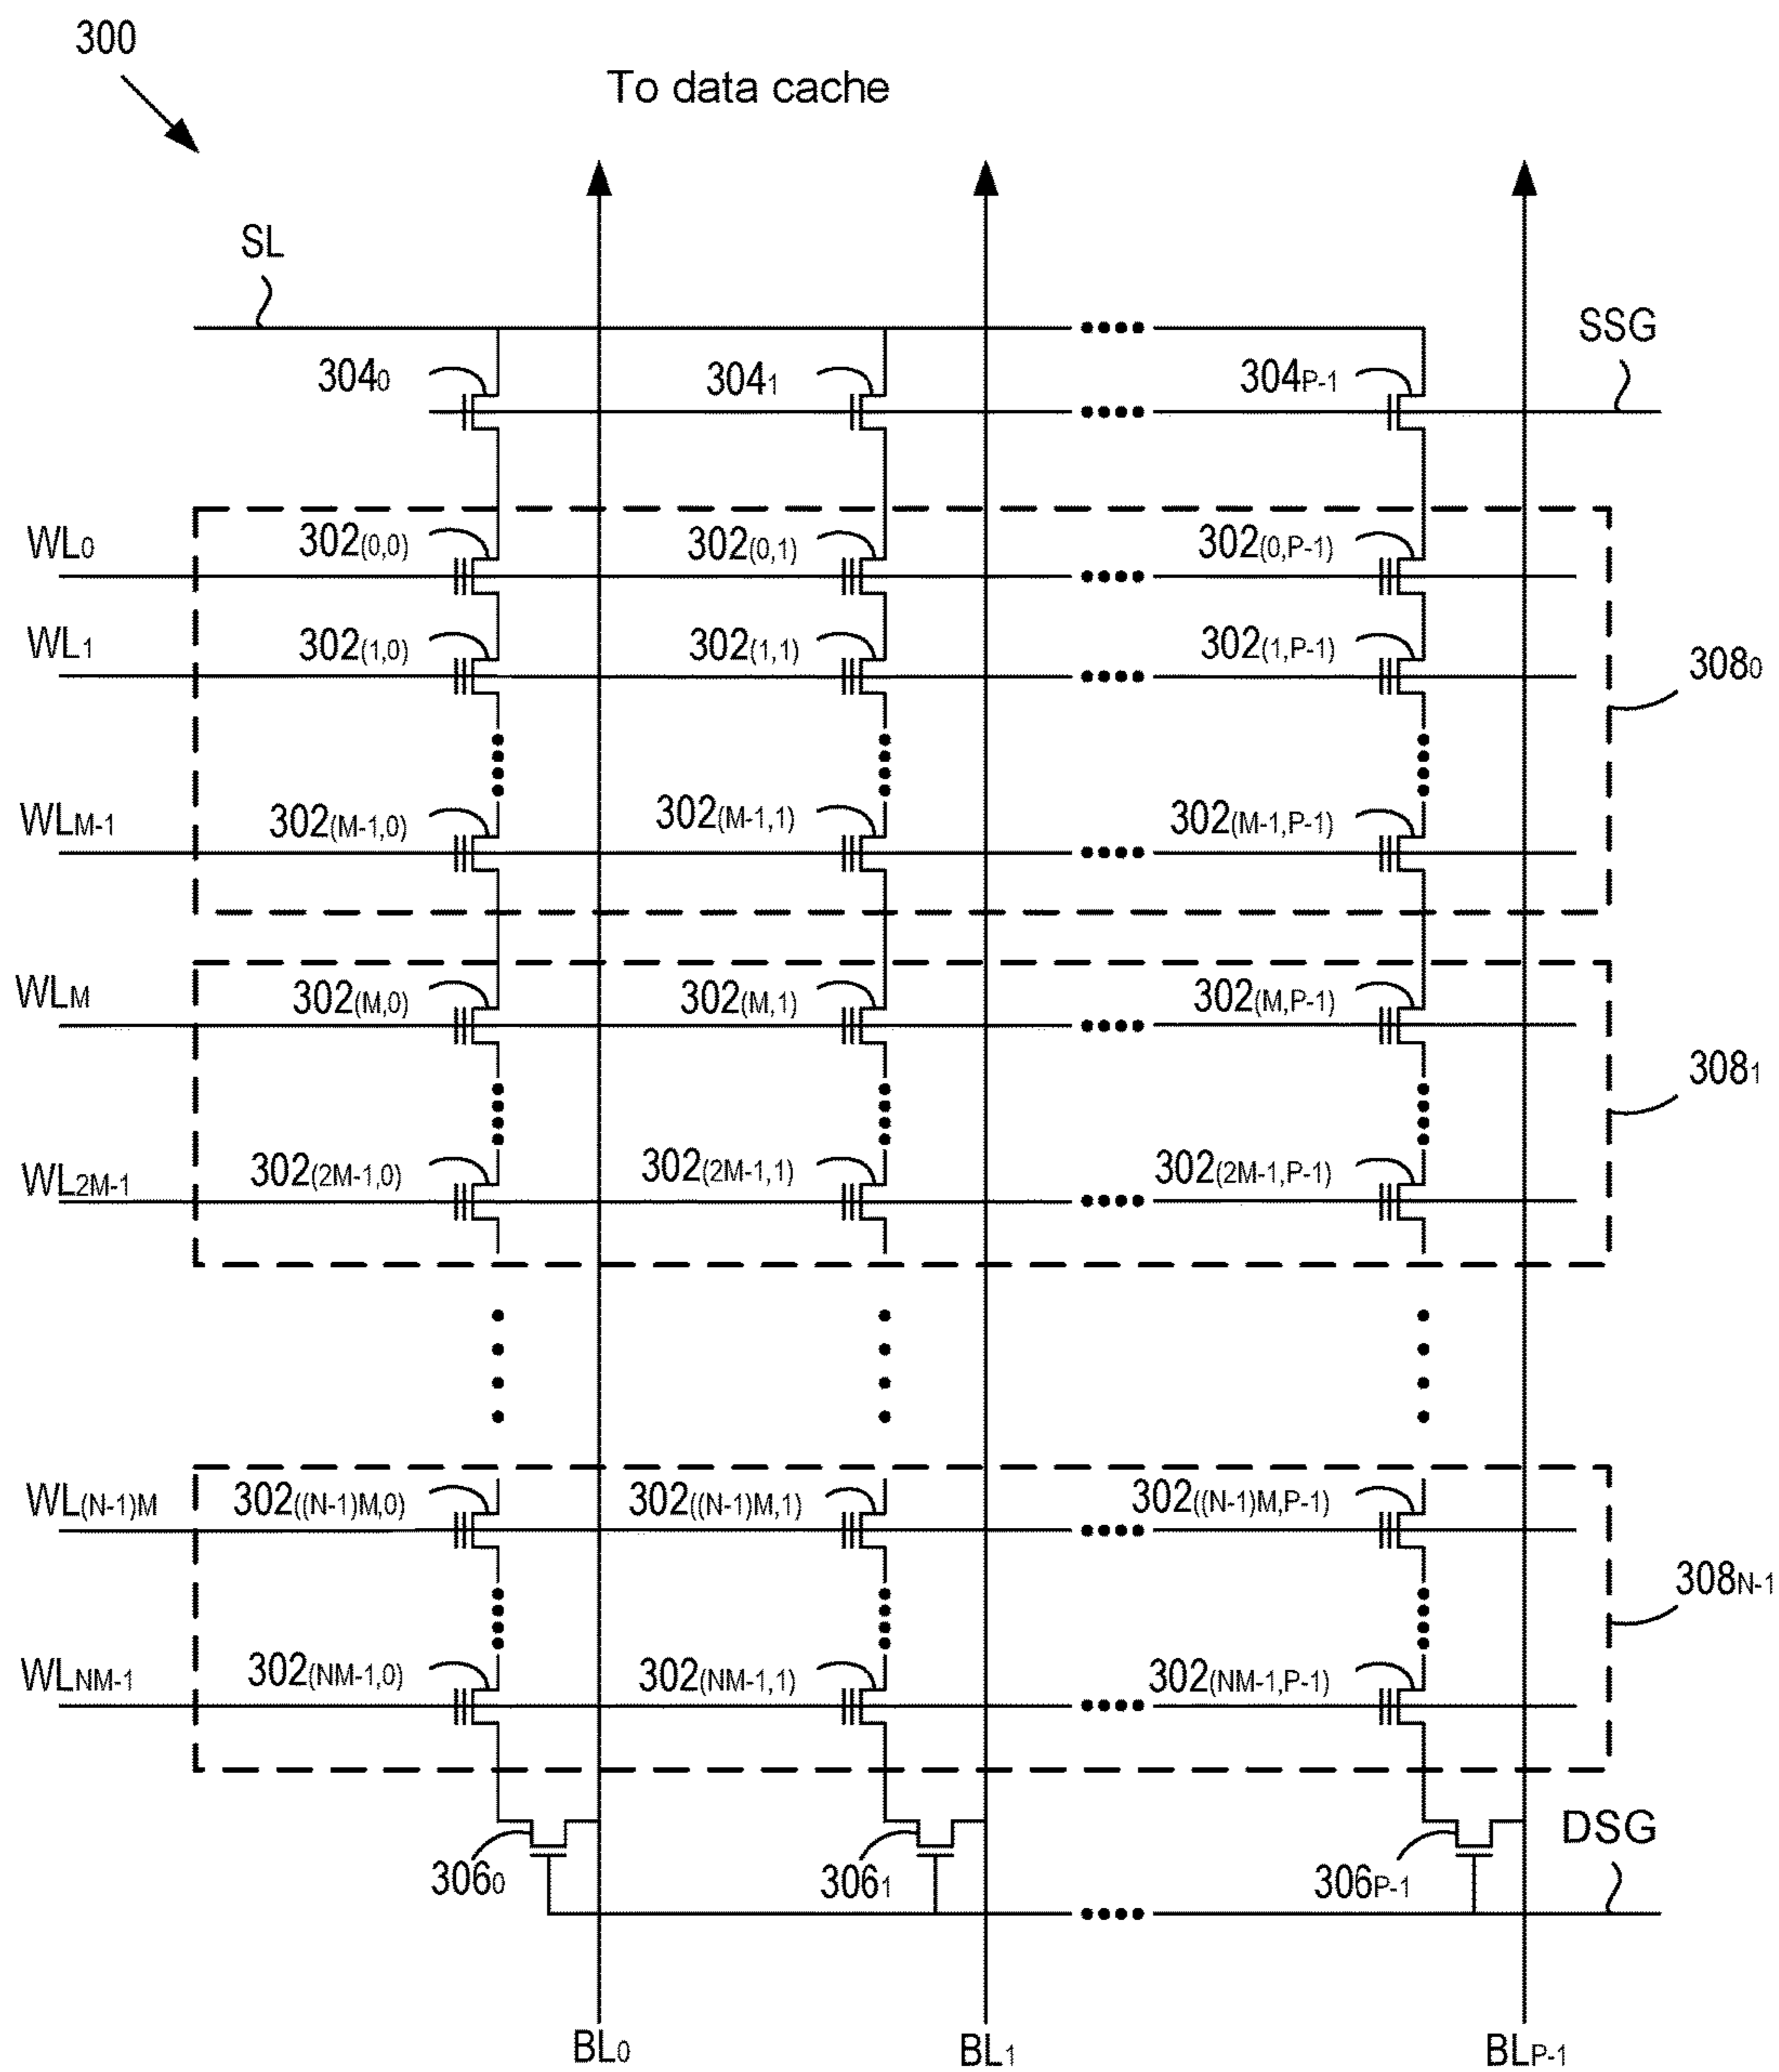 300
To data cache
SL
SSG
304₀ 304₁ 304P-1
WL₀ 302(0,0) 302(0,1) 302(0,P-1)
WL₁ 302(1,0) 302(1,1) 302(1,P-1)
308₀
WLM-1 302(M-1,0) 302(M-1,1) 302(M-1,P-1)
WLM 302(M,0) 302(M,1) 302(M,P-1)
308₁
WL2M-1 302(2M-1,0) 302(2M-1,1) 302(2M-1,P-1)
WL(N-1)M 302((N-1)M,0) 302((N-1)M,1) 302((N-1)M,P-1)
308N-1
WLNM-1 302(NM-1,0) 302(NM-1,1) 302(NM-1,P-1)
DSG
306₀ 306₁ 306P-1
BL₀ BL₁ BLP-1